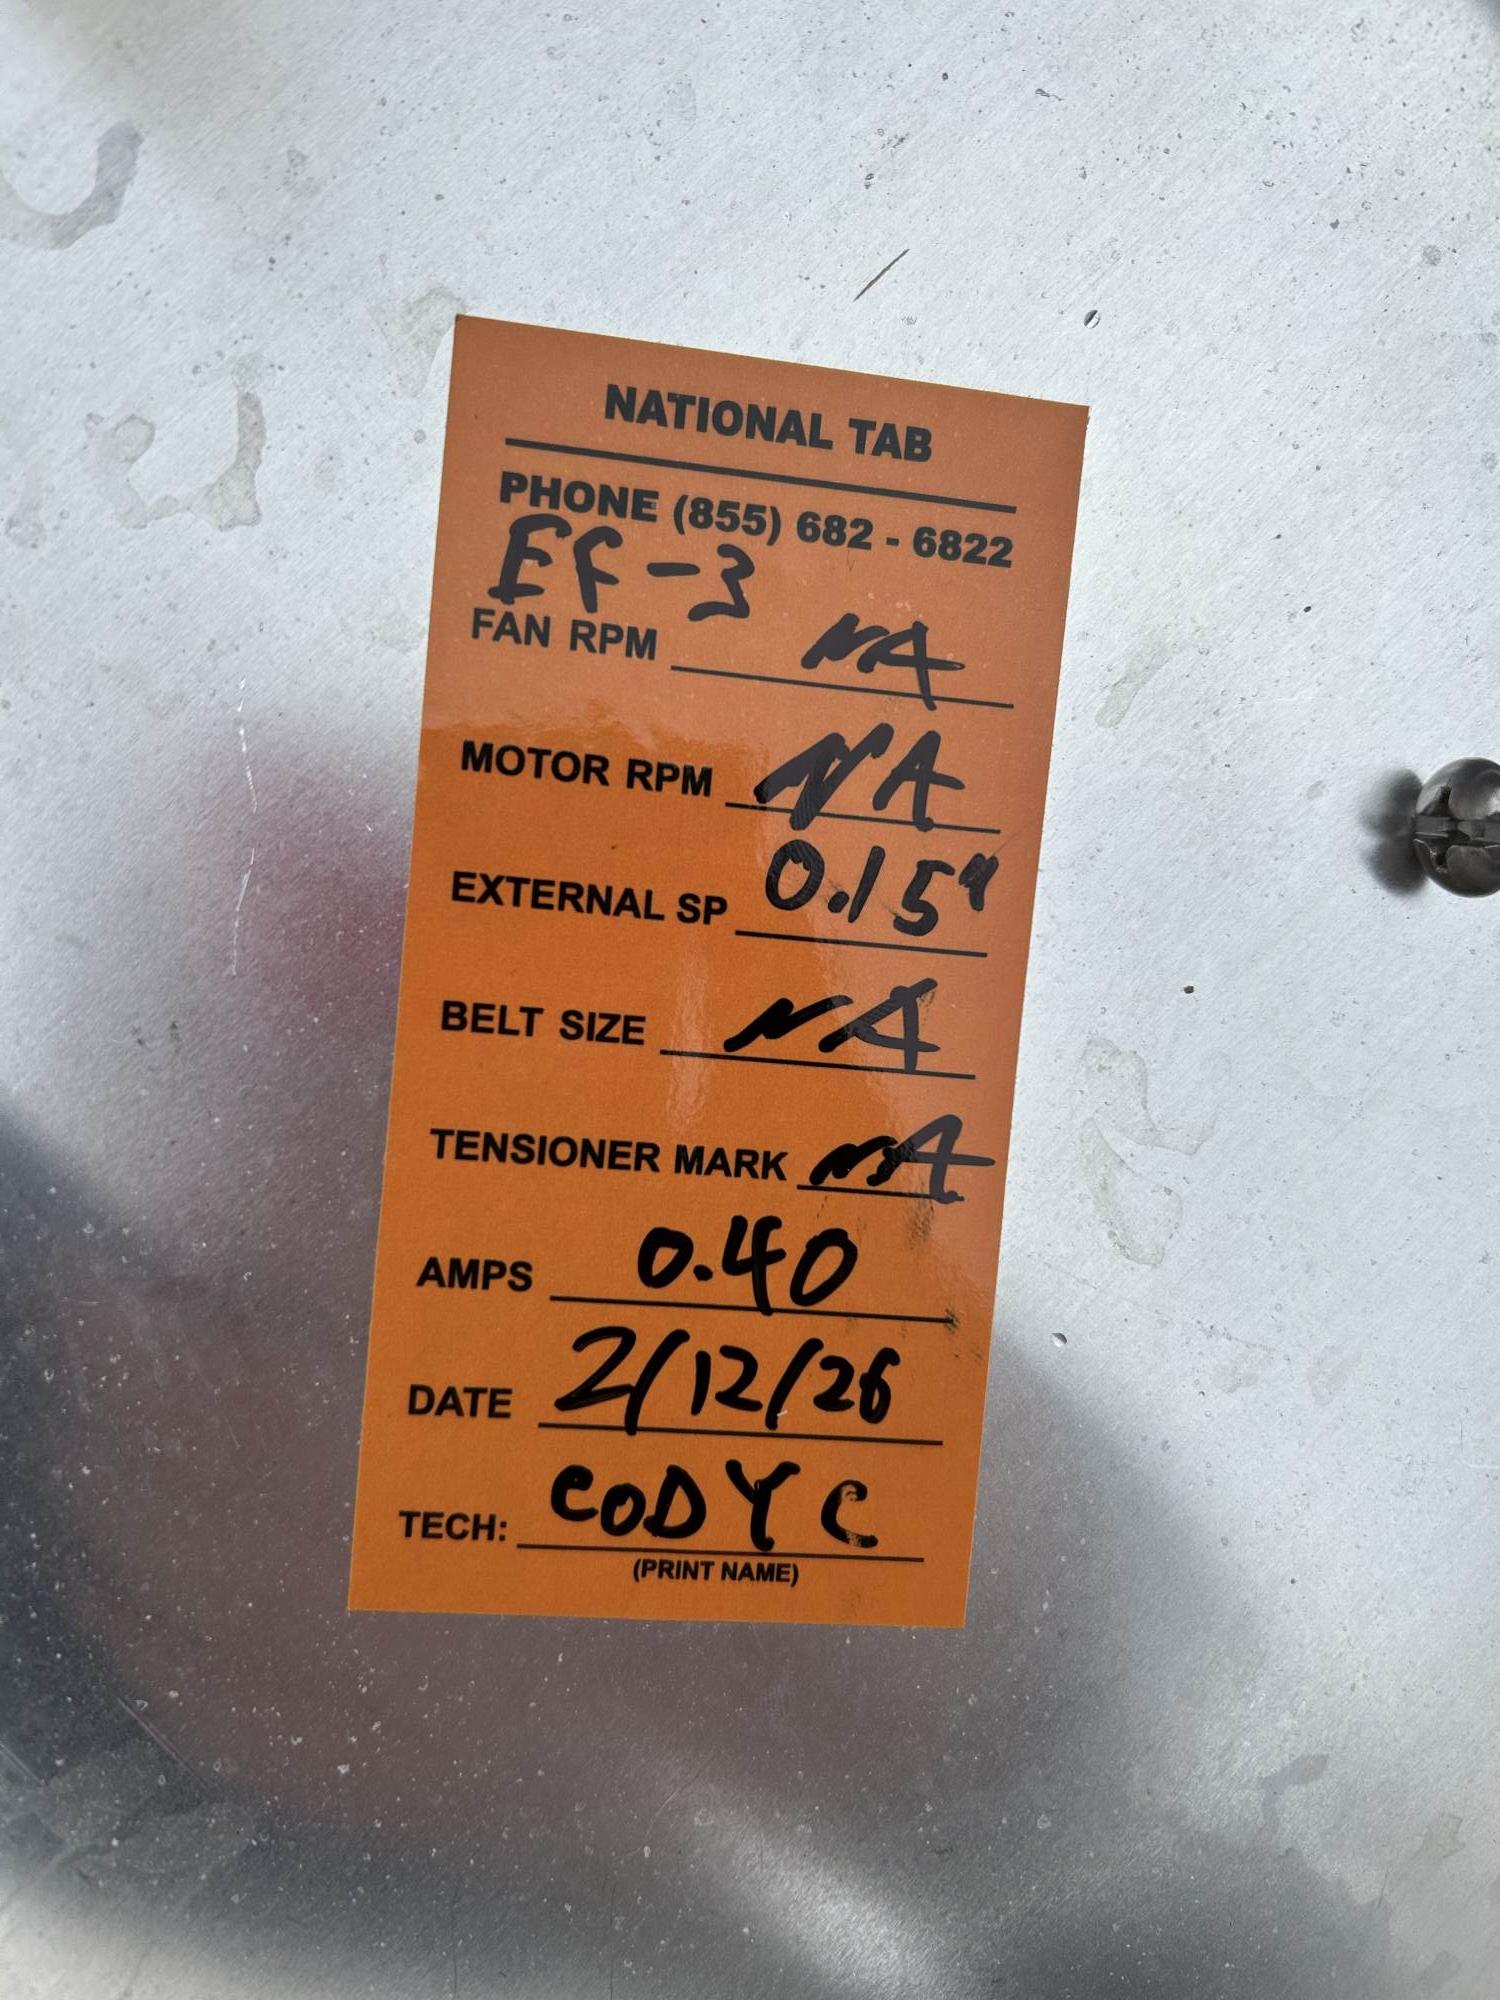 NATIONAL TAB
PHONE (855) 682 - 6822
EF-3
FAN RPM NA
MOTOR RPM NA
EXTERNAL SP 0.15"
BELT SIZE NA
TENSIONER MARK NA
AMPS 0.40
DATE 2/12/26
TECH: CODY C
(PRINT NAME)